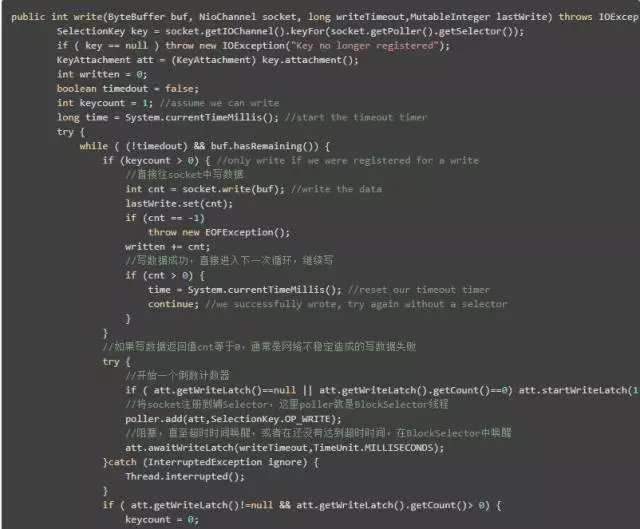 public int write(ByteBuffer buf, NioChannel socket, long writeTimeout,MutableInteger lastWrite) throws IOExcep
SelectionKey key = socket.getIOChannel().keyFor(socket.getPoller().getSelector());
if ( key == null ) throw new IOException("Key no longer registered");
KeyAttachment att = (KeyAttachment) key.attachment();
int written = 0;
boolean timedout = false;
int keycount = 1; //assume we can write
long time = System.currentTimeMillis(); //start the timeout timer
try {
while ( (!timedout) && buf.hasRemaining()) {
if (keycount > 0) { //only write if we were registered for a write
//直接往socket中写数据
int cnt = socket.write(buf); //write the data
lastWrite.set(cnt);
if (cnt == -1)
throw new EOFException();
written += cnt;
//写数据成功，直接进入下一次循环，继续写
if (cnt > 0) {
time = System.currentTimeMillis(); //reset our timeout timer
continue; //we successfully wrote, try again without a selector
}
}
//如果写数据返回值cnt等于0，通常是网络不稳定造成的写数据失败
try {
//开始一个倒数计数器
if ( att.getWriteLatch()==null || att.getWriteLatch().getCount()==0) att.startWriteLatch(1
//将socket注册到辅Selector，这里poller就是BlockSelector线程
poller.add(att,SelectionKey.OP_WRITE);
//阻塞，直至超时时间唤醒，或者在还没有达到超时时间，在BlockSelector中唤醒
att.awaitWriteLatch(writeTimeout,TimeUnit.MILLISECONDS);
}catch (InterruptedException ignore) {
Thread.interrupted();
}
if ( att.getWriteLatch()!=null && att.getWriteLatch().getCount()> 0) {
keycount = 0;